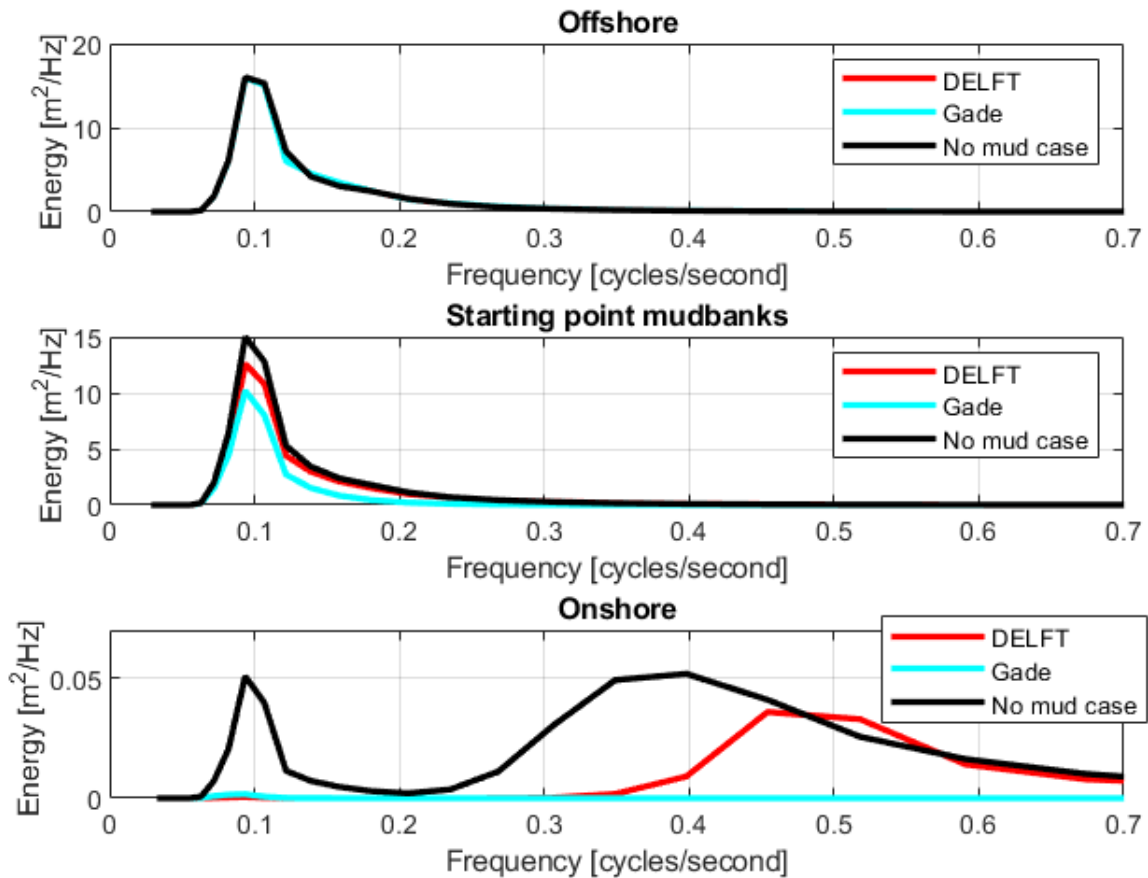 Offshore
Energy [m²/Hz]
20
10
0
0 0.1 0.2 0.3 0.4 0.5 0.6 0.7
Frequency [cycles/second]
DELFT
Gade
No mud case
Starting point mudbanks
Energy [m²/Hz]
15
10
5
0
0 0.1 0.2 0.3 0.4 0.5 0.6 0.7
Frequency [cycles/second]
DELFT
Gade
No mud case
Onshore
Energy [m²/Hz]
0.05
0
0 0.1 0.2 0.3 0.4 0.5 0.6 0.7
Frequency [cycles/second]
DELFT
Gade
No mud case